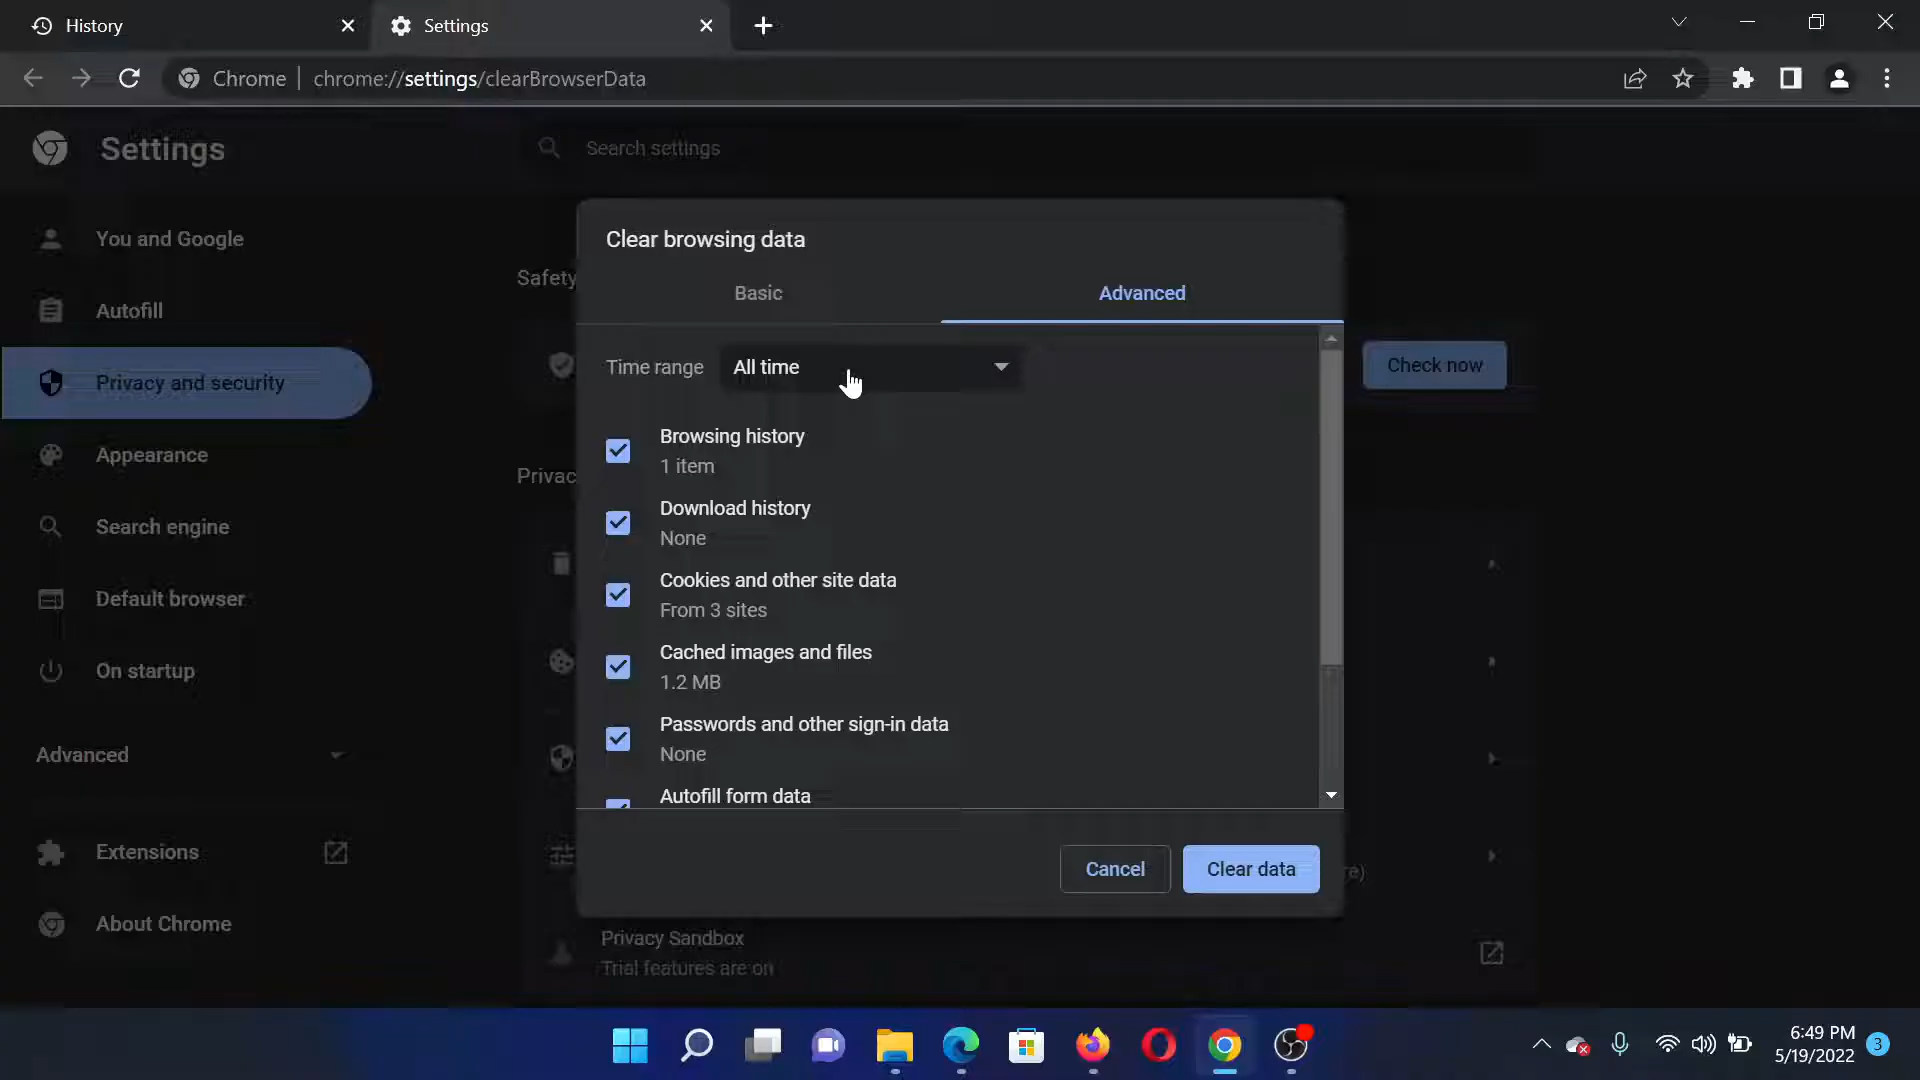 History
Settings
Chrome
chrome://settings/clearBrowserData
Settings
Search settings
You and Google
Autofill
Privacy and security
Appearance
Search engine
Default browser
On startup
Advanced
Extensions
About Chrome
Safety
Check now
Privac
Clear browsing data
Basic
Advanced
Time range
All time
Browsing history
1 item
Download history
None
Cookies and other site data
From 3 sites
Cached images and files
1.2 MB
Passwords and other sign-in data
None
Autofill form data
Cancel
Clear data
re)
Privacy Sandbox
Trial features are on
6:49 PM
5/19/2022
3